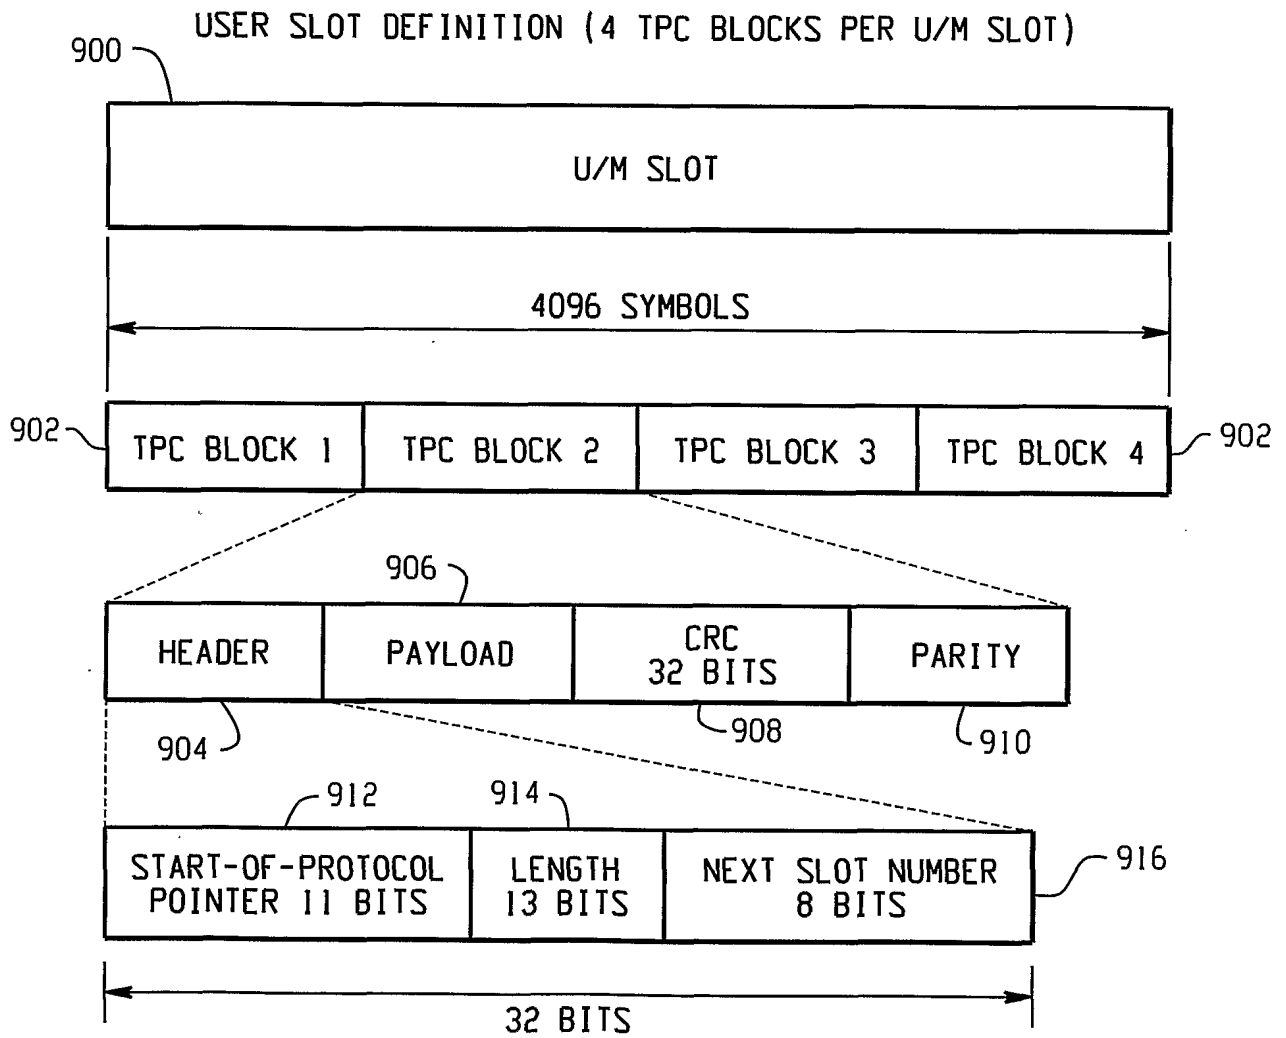 USER SLOT DEFINITION (4 TPC BLOCKS PER U/M SLOT)
900
U/M SLOT
4096 SYMBOLS
902
TPC BLOCK 1
TPC BLOCK 2
TPC BLOCK 3
TPC BLOCK 4
902
906
HEADER
PAYLOAD
CRC
32 BITS
PARITY
904
908
910
912
914
START-OF-PROTOCOL
POINTER 11 BITS
LENGTH
13 BITS
NEXT SLOT NUMBER
8 BITS
916
32 BITS